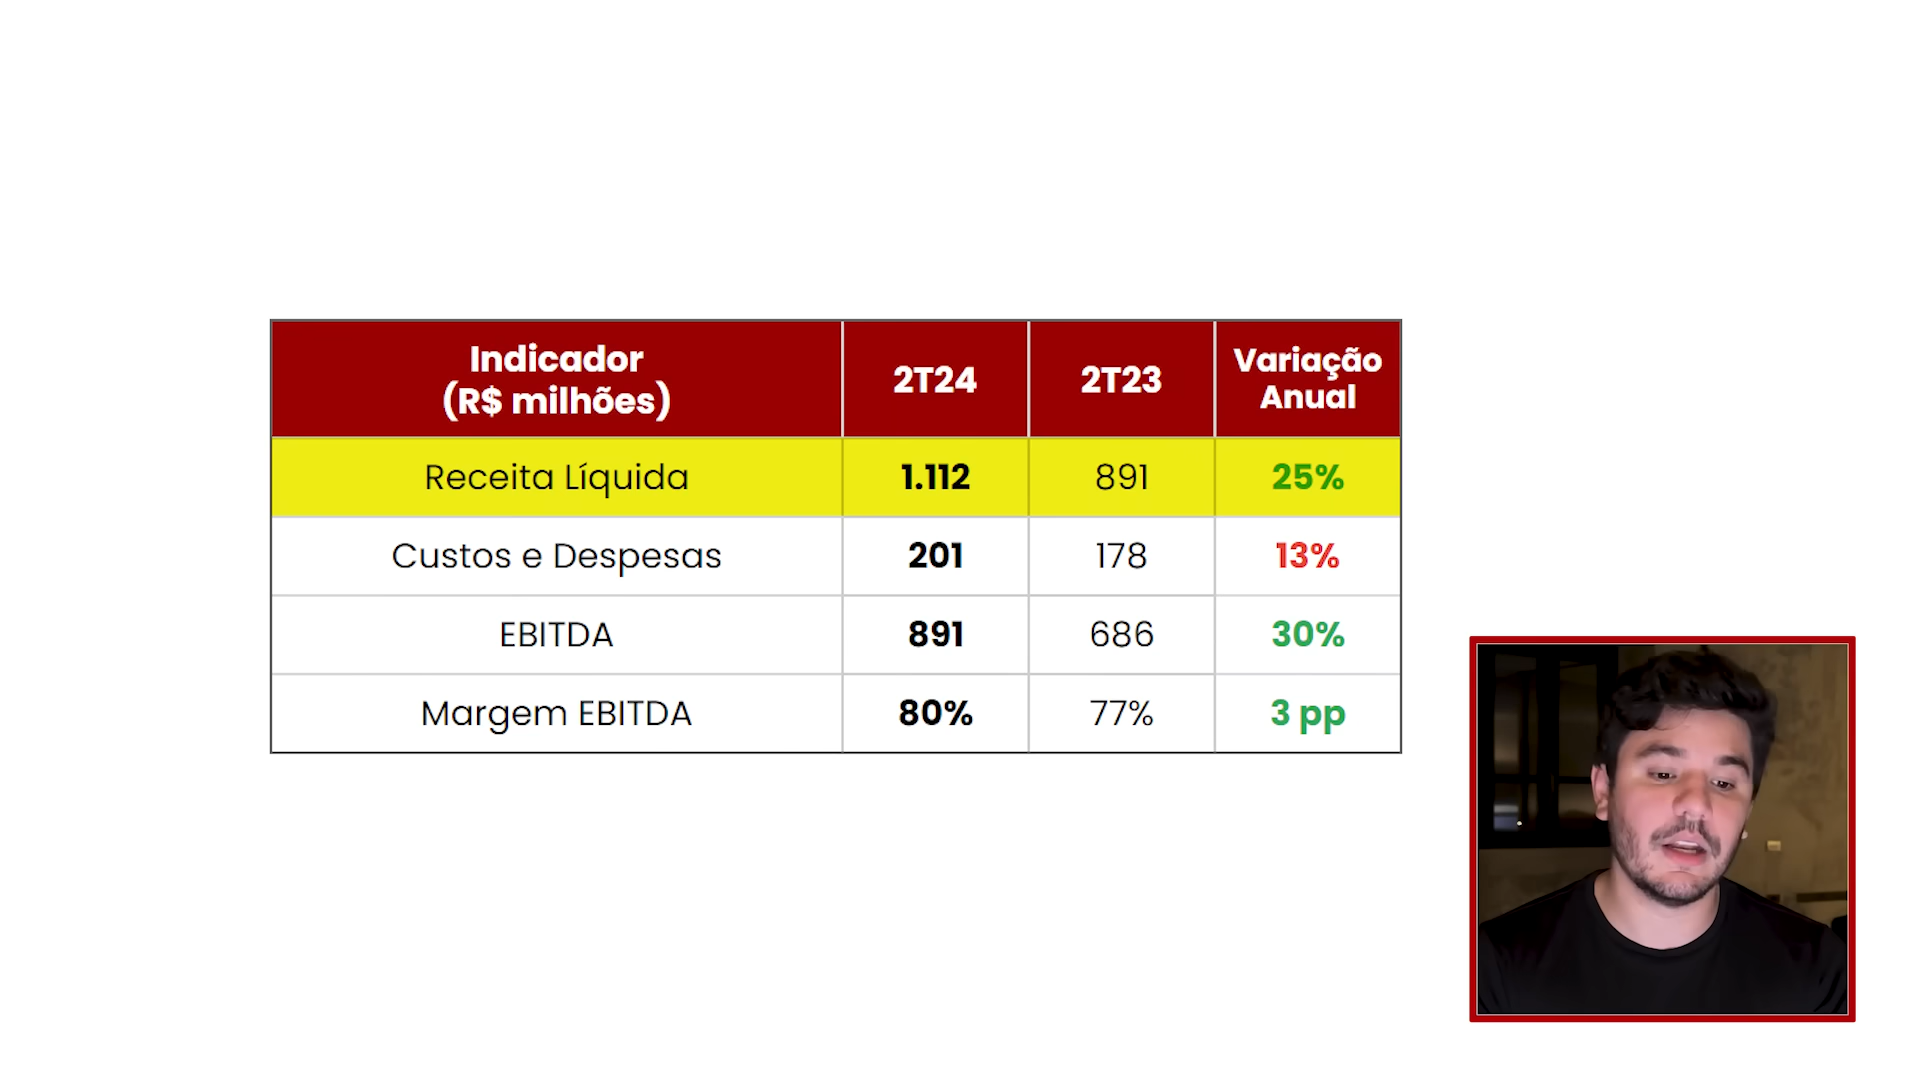 Indicador
(R$ milhões)
2T24
2T23
Variação
Anual
Receita Líquida
1.112
891
25%
Custos e Despesas
201
178
13%
EBITDA
891
686
30%
Margem EBITDA
80%
77%
3 pp